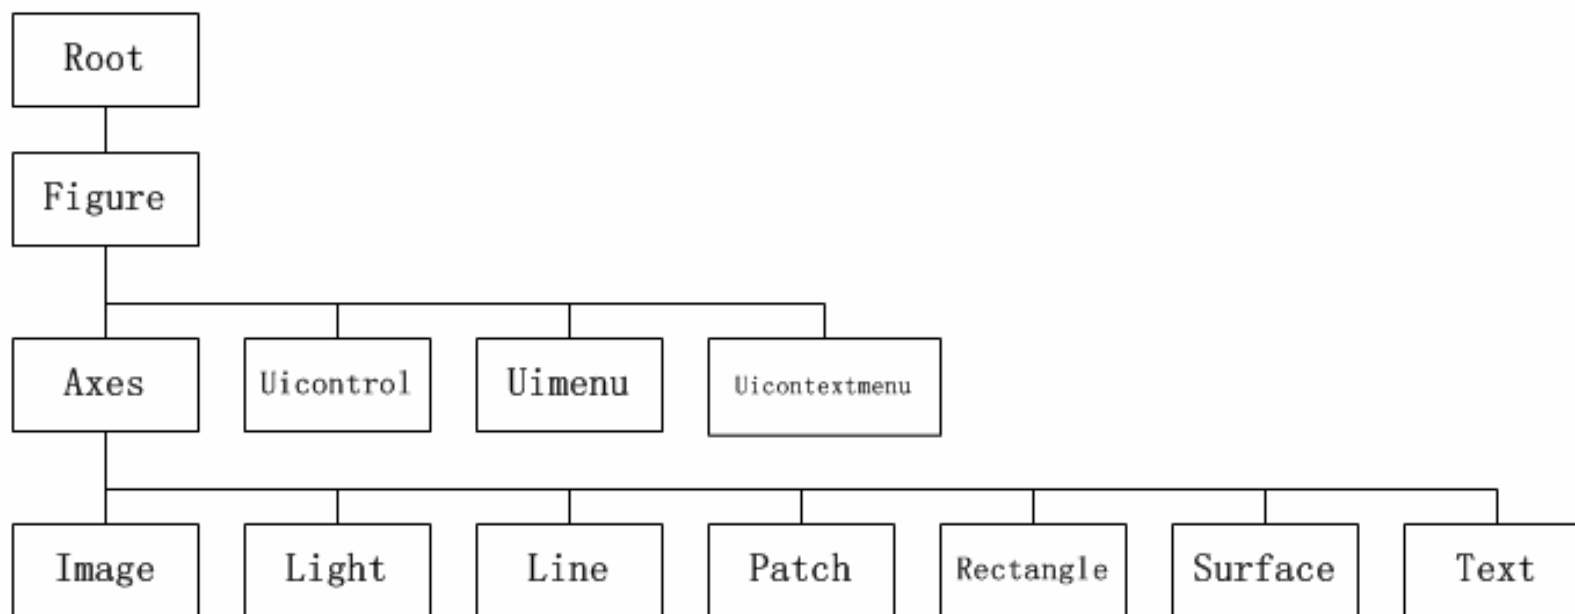 Root
Figure
Axes
Uicontrol
Uimenu
Uicontextmenu
Image
Light
Line
Patch
Rectangle
Surface
Text